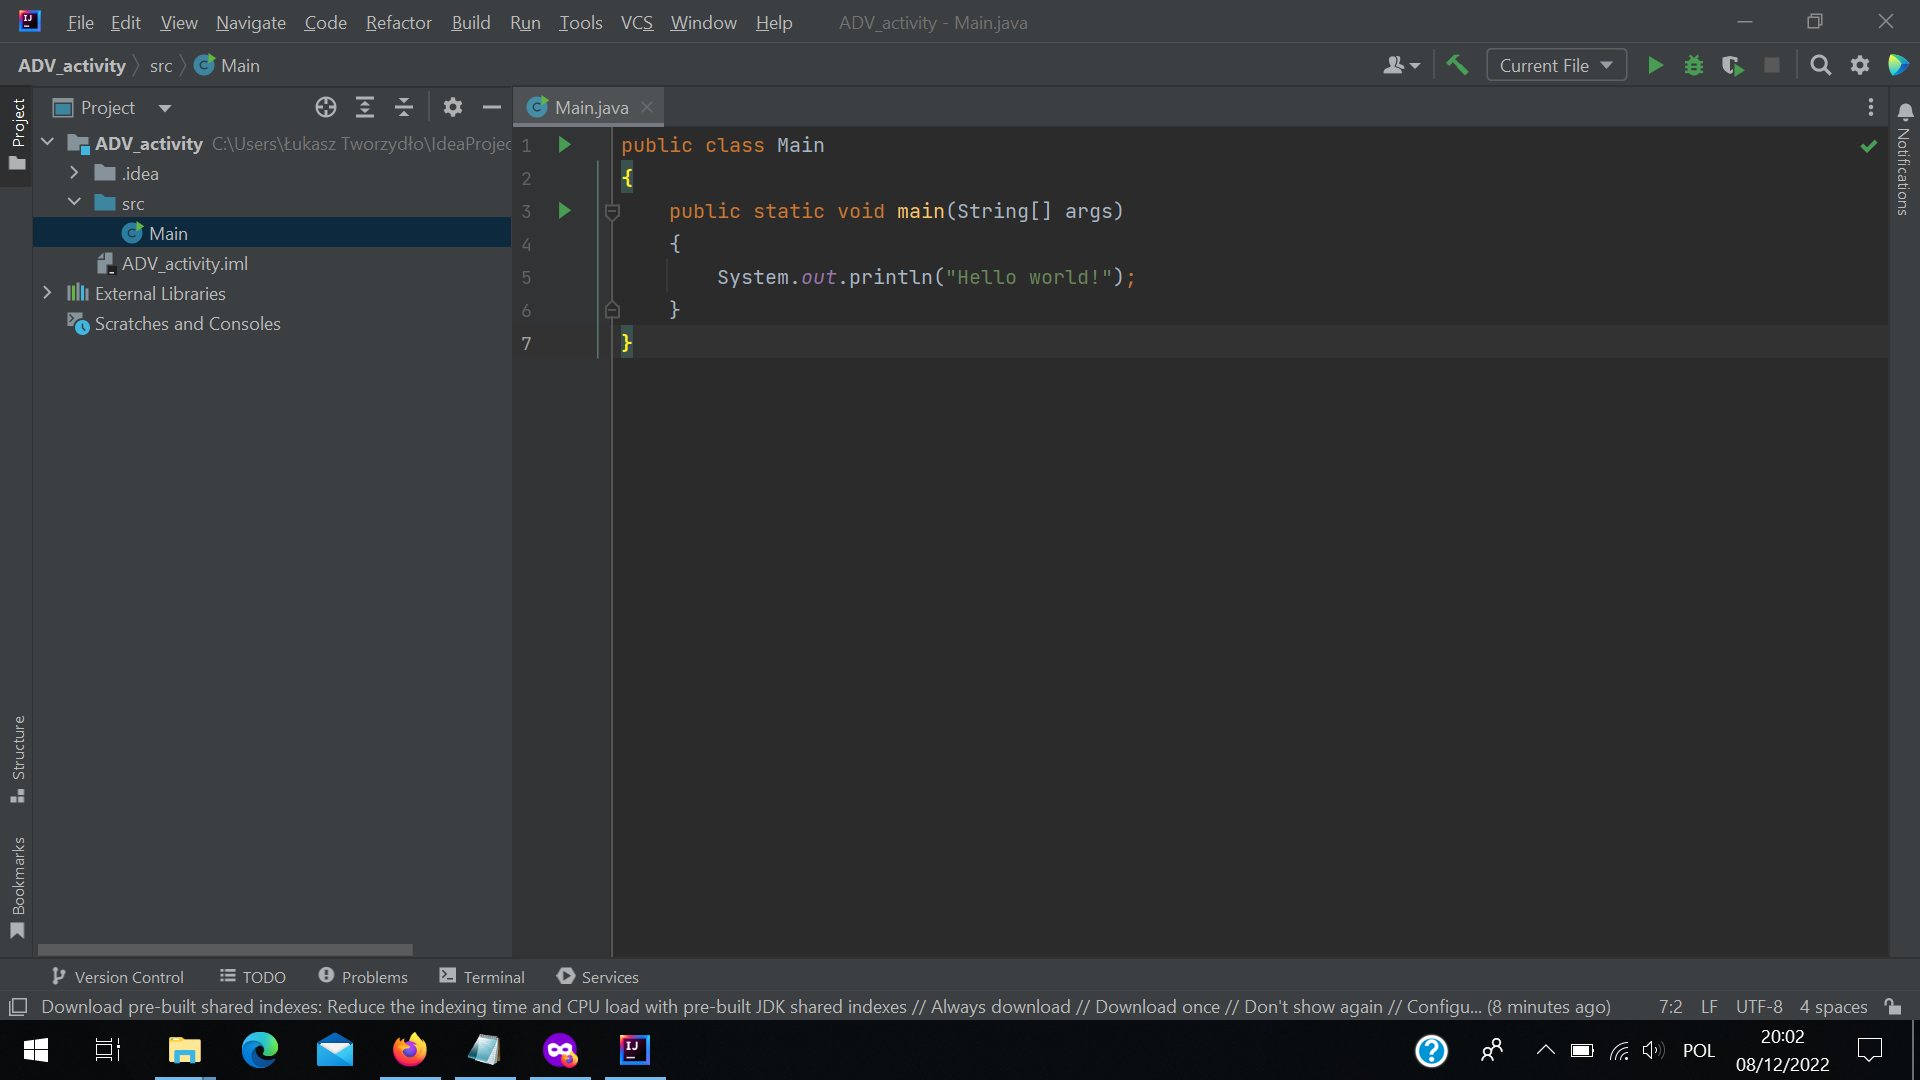 File Edit View Navigate Code Refactor Build Run Tools VCS Window Help ADV_activity - Main.java
ADV_activity src Main Current File
Project
Project
Main.java
Notifications
ADV_activity C:\Users\Łukasz Tworzydło\IdeaProjec
.idea
src
Main
ADV_activity.iml
External Libraries
Scratches and Consoles
1 public class Main
2 {
3 public static void main(String[] args)
4 {
5 System.out.println("Hello world!");
6 }
7 }
Structure
Bookmarks
Version Control TODO Problems Terminal Services
Download pre-built shared indexes: Reduce the indexing time and CPU load with pre-built JDK shared indexes // Always download // Download once // Don't show again // Configu... (8 minutes ago) 7:2 LF UTF-8 4 spaces
POL 20:02
08/12/2022